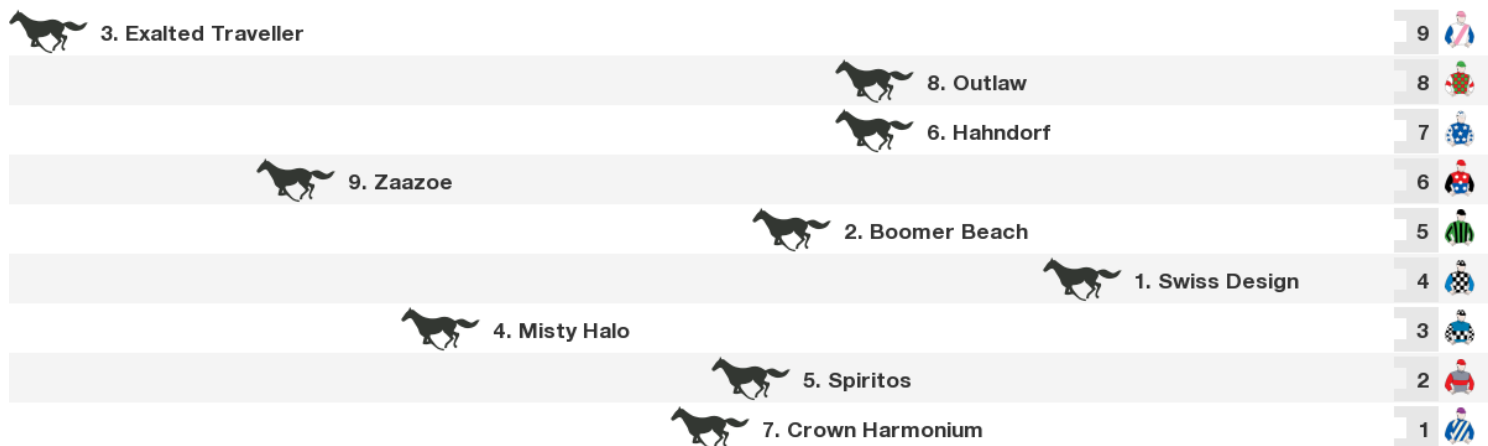 3. Exalted Traveller 9
8. Outlaw 8
6. Hahndorf 7
9. Zaazoe 6
2. Boomer Beach 5
1. Swiss Design 4
4. Misty Halo 3
5. Spiritos 2
7. Crown Harmonium 1